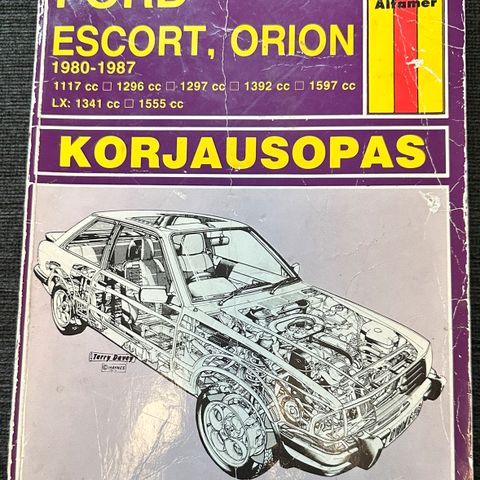 FORD
Alfamer
ESCORT, ORION
1980-1987
1117 cc □ 1296 cc □ 1297 cc □ 1392 cc □ 1597 cc
LX: 1341 cc □ 1555 cc
KORJAUSOPAS
Terry Davey
© HAYNES